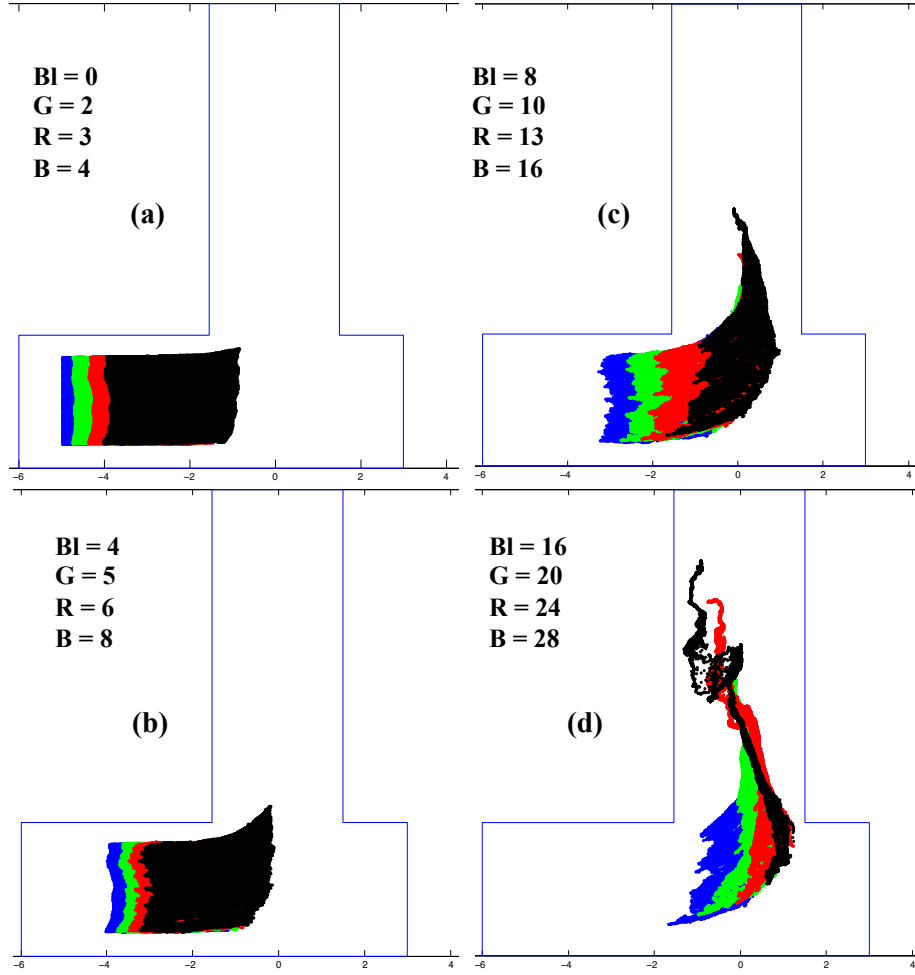 Bl = 0
G = 2
R = 3
B = 4
(a)
−6 −4 −2 0 2 4
Bl = 8
G = 10
R = 13
B = 16
(c)
−6 −4 −2 0 2 4
Bl = 4
G = 5
R = 6
B = 8
(b)
−6 −4 −2 0 2 4
Bl = 16
G = 20
R = 24
B = 28
(d)
−6 −4 −2 0 2 4